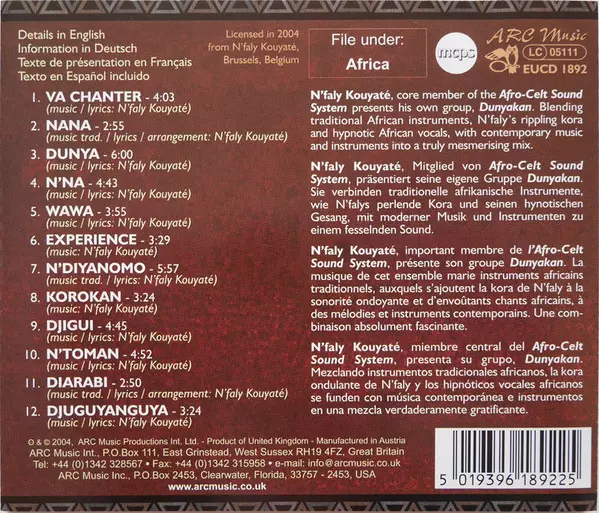 Details in English
Information in Deutsch
Texte de présentation en Français
Texto en Español incluido
Licensed in 2004
from N'faly Kouyaté,
Brussels, Belgium
File under:
Africa
mcps
ARC Music
LC 05111
EUCD 1892
1. VA CHANTER - 4:03
(music / lyrics: N'faly Kouyaté)
2. NANA - 2:55
(music trad. / lyrics / arrangement: N'faly Kouyaté)
3. DUNYA - 6:00
(music / lyrics: N'faly Kouyaté)
4. N'NA - 4:43
(music / lyrics: N'faly Kouyaté)
5. WAWA - 3:55
(music / lyrics: N'faly Kouyaté)
6. EXPERIENCE - 3:29
(music: N'faly Kouyaté)
7. N'DIYANOMO - 5:57
(music trad. / lyrics: N'faly Kouyaté)
8. KOROKAN - 3:24
(music / lyrics: N'faly Kouyaté)
9. DJIGUI - 4:45
(music / lyrics: N'faly Kouyaté)
10. N'TOMAN - 4:52
(music / lyrics: N'faly Kouyaté)
11. DIARABI - 2:50
(music trad. / lyrics / arrangement: N'faly Kouyaté)
12. DJUGUYANGUYA - 3:24
(music / lyrics: N'faly Kouyaté)
N'faly Kouyaté, core member of the Afro-Celt Sound
System presents his own group, Dunyakan. Blending
traditional African instruments, N'faly's rippling kora
and hypnotic African vocals, with contemporary music
and instruments into a truly mesmerising mix.
N'faly Kouyaté, Mitglied von Afro-Celt Sound
System, präsentiert seine eigene Gruppe Dunyakan.
Sie verbinden traditionelle afrikanische Instrumente,
wie N'falys perlende Kora und seinen hynotischen
Gesang, mit moderner Musik und Instrumenten zu
einem fesselnden Sound.
N'faly Kouyaté, important membre de l'Afro-Celt
Sound System, présente son groupe Dunyakan. La
musique de cet ensemble marie instruments africains
traditionnels, auxquels s'ajoutent la kora de N'faly à la
sonorité ondoyante et d'envoûtants chants africains, à
des mélodies et instruments contemporains. Une com-
binaison absolument fascinante.
N'faly Kouyaté, miembre central del Afro-Celt
Sound System, presenta su grupo, Dunyakan.
Mezclando instrumentos tradicionales africanos, la kora
ondulante de N'faly y los hipnóticos vocales africanos
se funden con música contemporánea e instrumentos
en una mezcla verdaderamente gratificante.
℗ & © 2004, ARC Music Productions Int. Ltd. - Product of United Kingdom - Manufactured in Austria
ARC Music Int., P.O.Box 111, East Grinstead, West Sussex RH19 4FZ, Great Britain
Tel: +44 (0)1342 328567 • Fax: +44 (0)1342 315958 • e-mail: info@arcmusic.co.uk
ARC Music Inc., P.O.Box 2453, Clearwater, Florida, 33757 - 2453, USA
www.arcmusic.co.uk
5 019396 189225